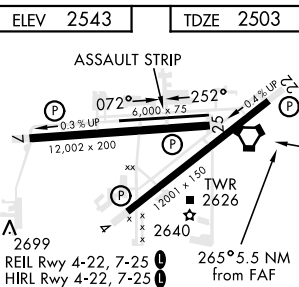 ELEV 2543
TDZE 2503
ASSAULT STRIP
072° 252°
6,000 x 75
0.3% UP
0.4% UP
P
P
P
P
7
25
22
4
12,002 x 200
12001 x 150
TWR
2626
2640
2699
265° 5.5 NM
from FAF
REIL Rwy 4-22, 7-25 L
HIRL Rwy 4-22, 7-25 L